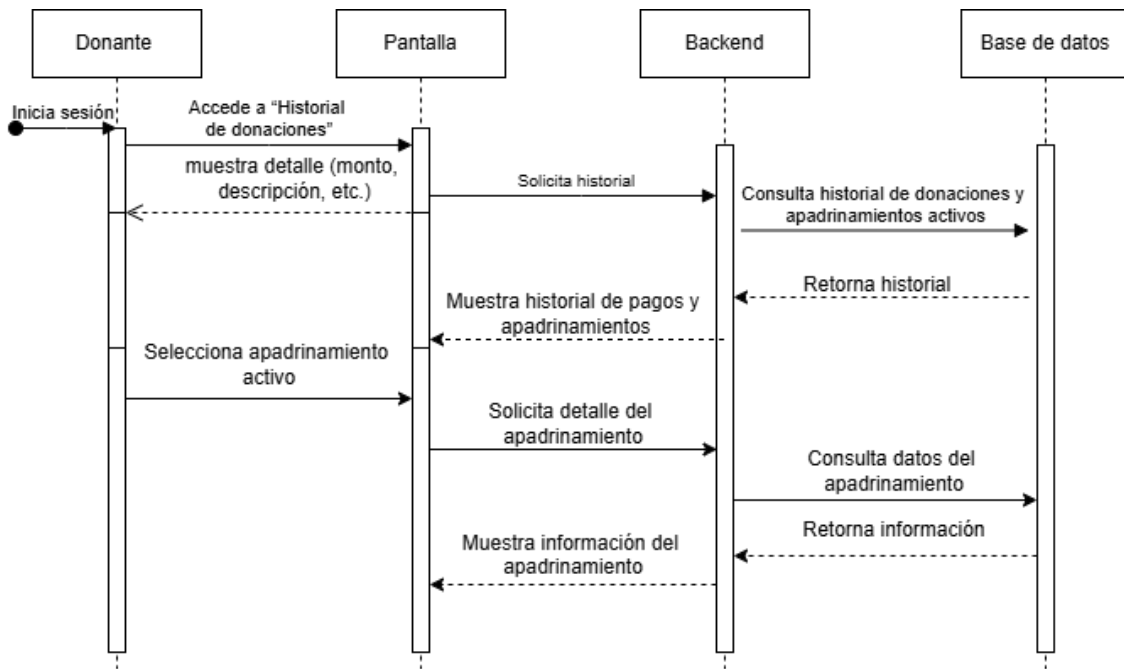 Donante
Pantalla
Backend
Base de datos
Inicia sesión
Accede a “Historial
de donaciones”
muestra detalle (monto,
descripción, etc.)
Solicita historial
Consulta historial de donaciones y
apadrinamientos activos
Retorna historial
Muestra historial de pagos y
apadrinamientos
Selecciona apadrinamiento
activo
Solicita detalle del
apadrinamiento
Consulta datos del
apadrinamiento
Retorna información
Muestra información del
apadrinamiento